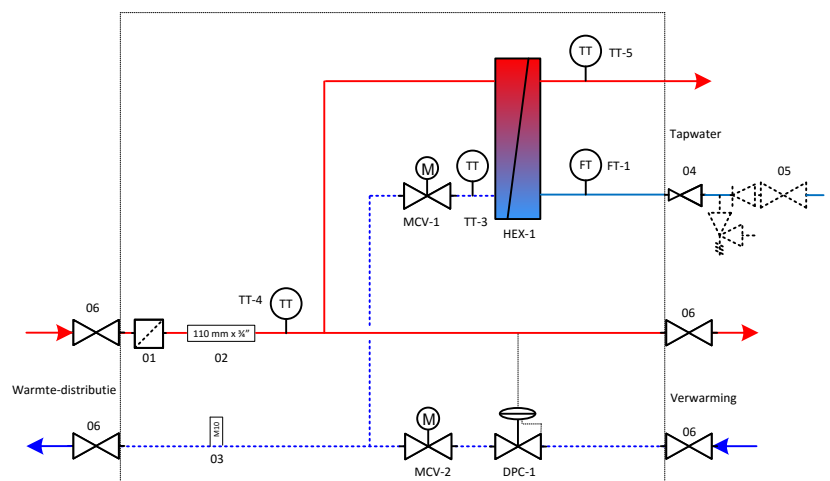 TT
TT-5
Tapwater
M
TT
FT
FT-1
04
05
MCV-1
TT-3
HEX-1
TT-4
TT
06
06
110 mm x ¾”
01
02
Warmte-distributie
Verwarming
06
M10
M
06
03
MCV-2
DPC-1